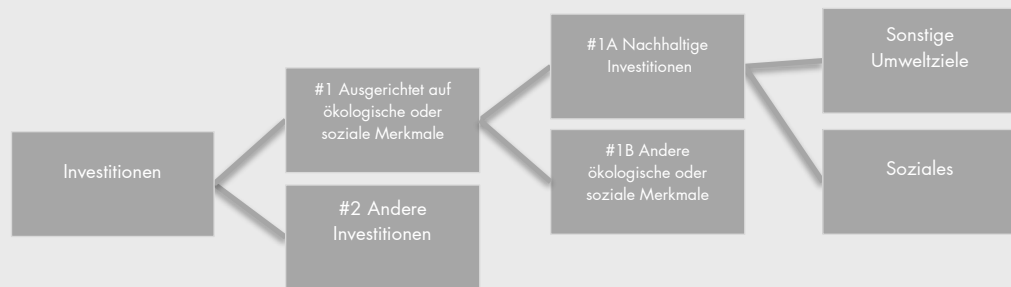 Investitionen
#1 Ausgerichtet auf
ökologische oder
soziale Merkmale
#2 Andere
Investitionen
#1A Nachhaltige
Investitionen
#1B Andere
ökologische oder
soziale Merkmale
Sonstige
Umweltziele
Soziales